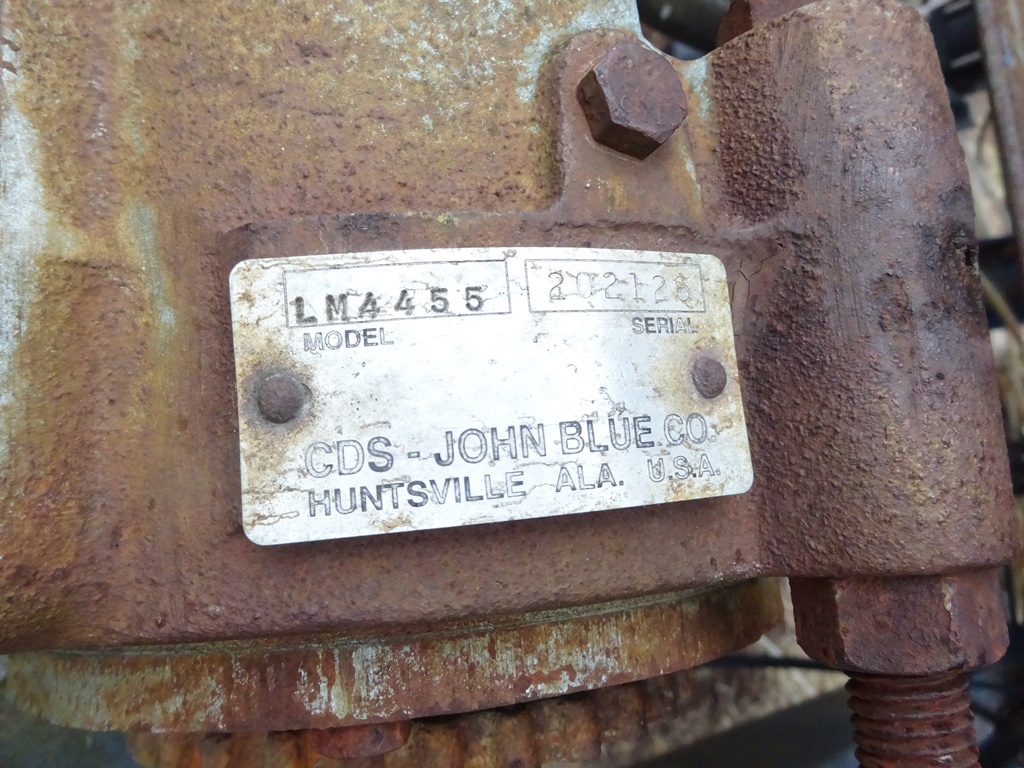 LM4455 202128
MODEL SERIAL
CDS - JOHN BLUE CO.
HUNTSVILLE ALA. U.S.A.